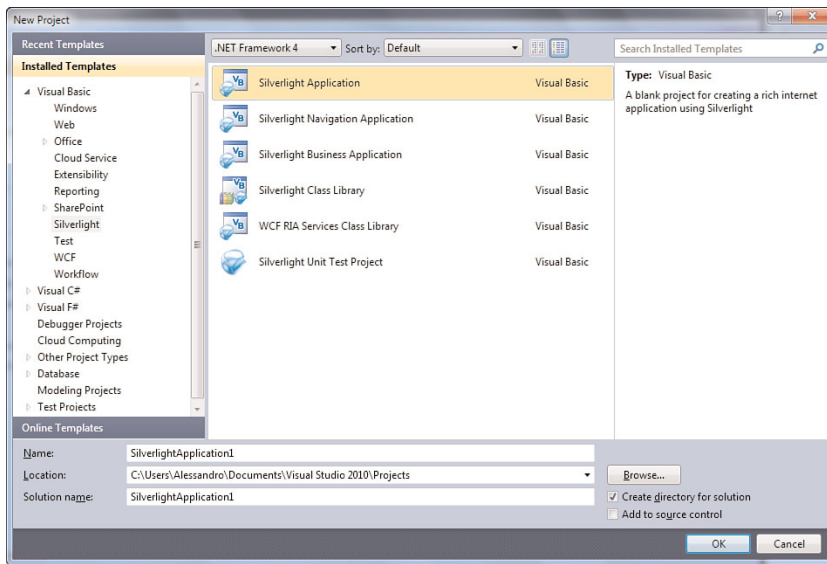 New Project
Recent Templates
Installed Templates
Visual Basic
Windows
Web
Office
Cloud Service
Extensibility
Reporting
SharePoint
Silverlight
Test
WCF
Workflow
Visual C#
Visual F#
Debugger Projects
Cloud Computing
Other Project Types
Database
Modeling Projects
Test Projects
Online Templates
.NET Framework 4 Sort by: Default
VB Silverlight Application Visual Basic
VB Silverlight Navigation Application Visual Basic
VB Silverlight Business Application Visual Basic
VB Silverlight Class Library Visual Basic
VB WCF RIA Services Class Library Visual Basic
Silverlight Unit Test Project Visual Basic
Search Installed Templates
Type: Visual Basic
A blank project for creating a rich internet
application using Silverlight
Name: SilverlightApplication1
Location: C:\Users\Alessandro\Documents\Visual Studio 2010\Projects Browse...
Solution name: SilverlightApplication1
Create directory for solution
Add to source control
OK Cancel